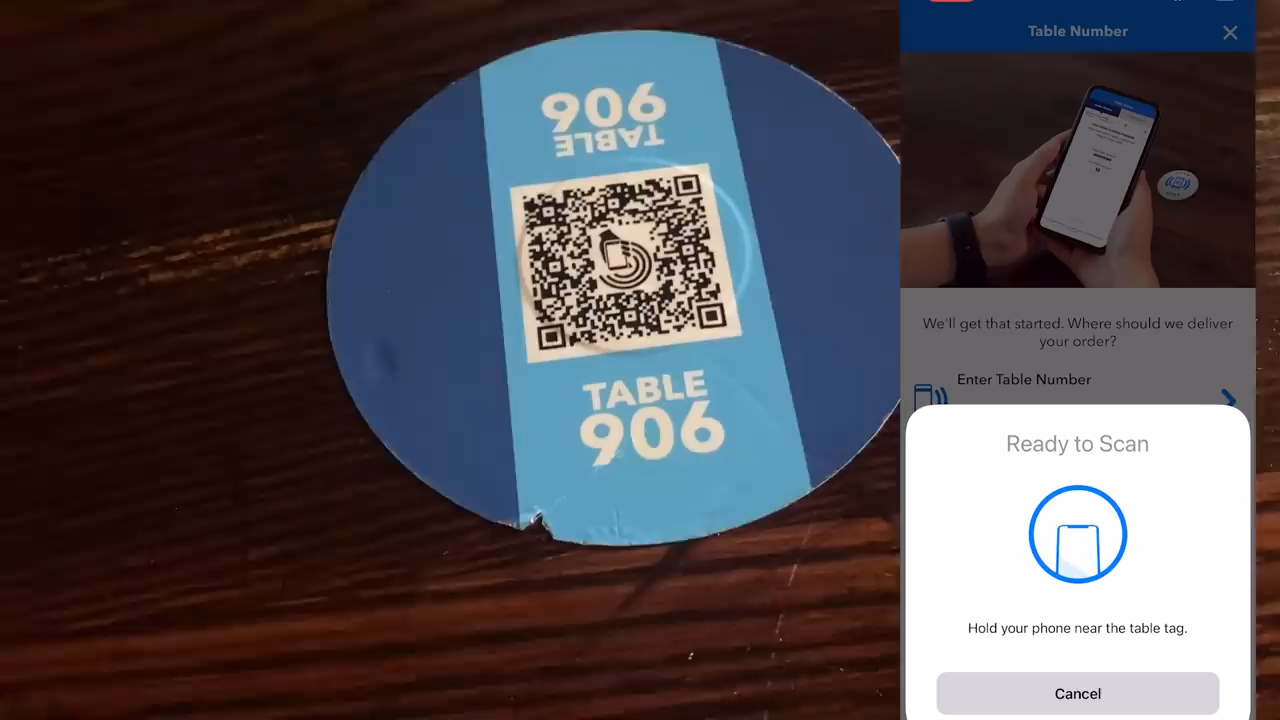 906
TABLE
TABLE
906
Table Number
We'll get that started. Where should we deliver
your order?
Enter Table Number
Ready to Scan
Hold your phone near the table tag.
Cancel